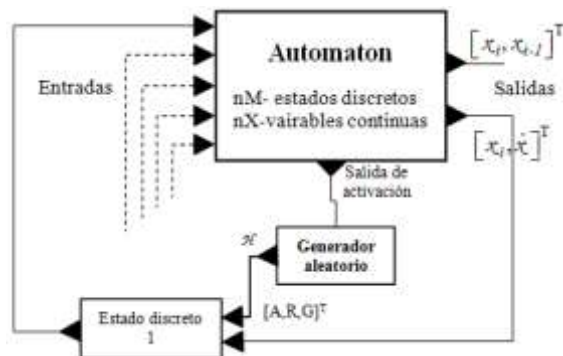 Automaton
nM- estados discretos
nX-vairables continuas
Entradas
[x_t, x_{t-1}]^T
Salidas
[x_t, ẋ]^T
Salida de
activación
Generador
aleatorio
ℋ
[A,R,G]^T
Estado discreto
1